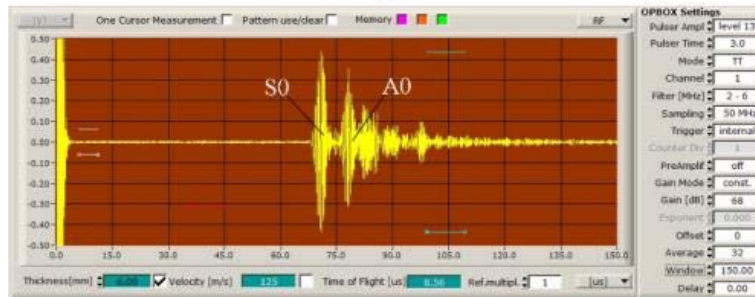 [V] One Cursor Measurement Pattern use/clear Memory RF
0.50
0.40
0.30
0.20
0.10
0.00
-0.10
-0.20
-0.30
-0.40
-0.50
S0 A0
0.0 15.0 30.0 45.0 60.0 75.0 90.0 105.0 120.0 135.0 150.0
Thickness[mm] 6.00 Velocity [m/s] 125 Time of Flight [us] 8.56 Ref.multipl. 1 [us]
OPBOX Settings
Pulser Ampl level 13
Pulser Time 3.0
Mode TT
Channel 1
Filter [MHz] 2 - 6
Sampling 50 MHz
Trigger internal
Counter Div 1
PreAmplif off
Gain Mode const.
Gain [dB] 68
Exponent 0.000
Offset 0
Average 32
Window 150.00
Delay 0.00